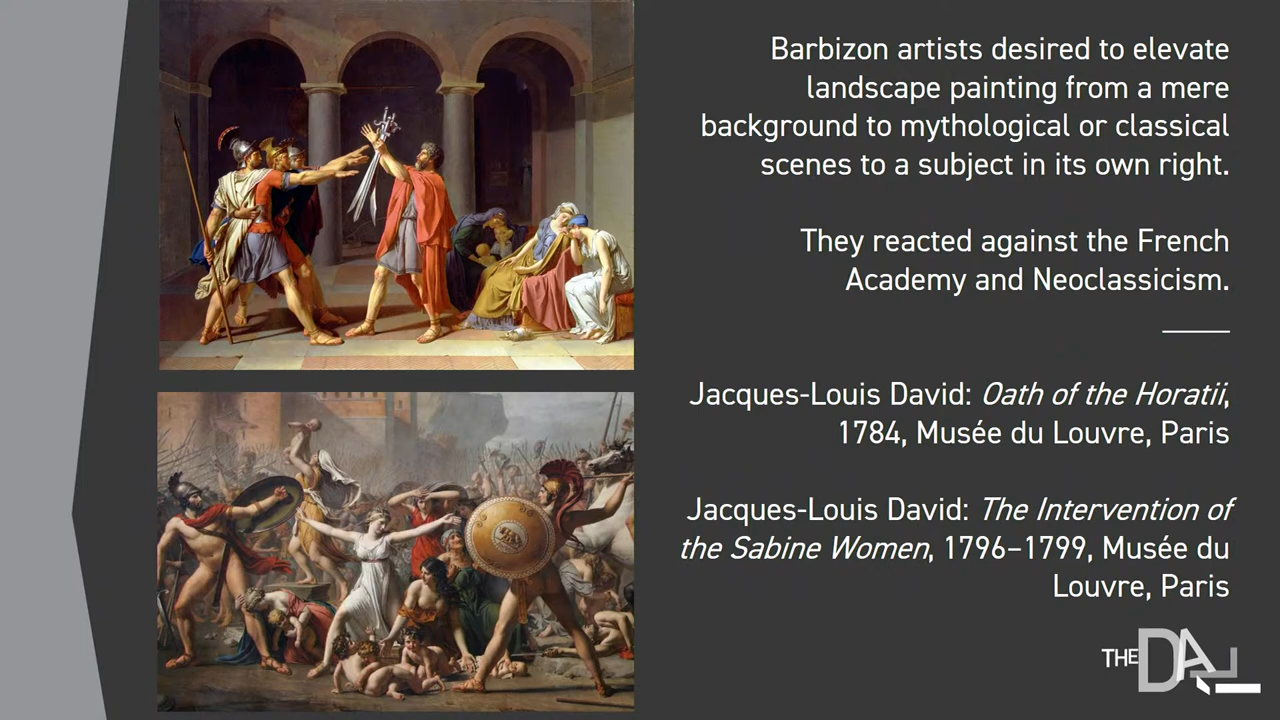 Barbizon artists desired to elevate
landscape painting from a mere
background to mythological or classical
scenes to a subject in its own right.
They reacted against the French
Academy and Neoclassicism.
Jacques-Louis David: Oath of the Horatii,
1784, Musée du Louvre, Paris
Jacques-Louis David: The Intervention of
the Sabine Women, 1796–1799, Musée du
Louvre, Paris
THE DALI